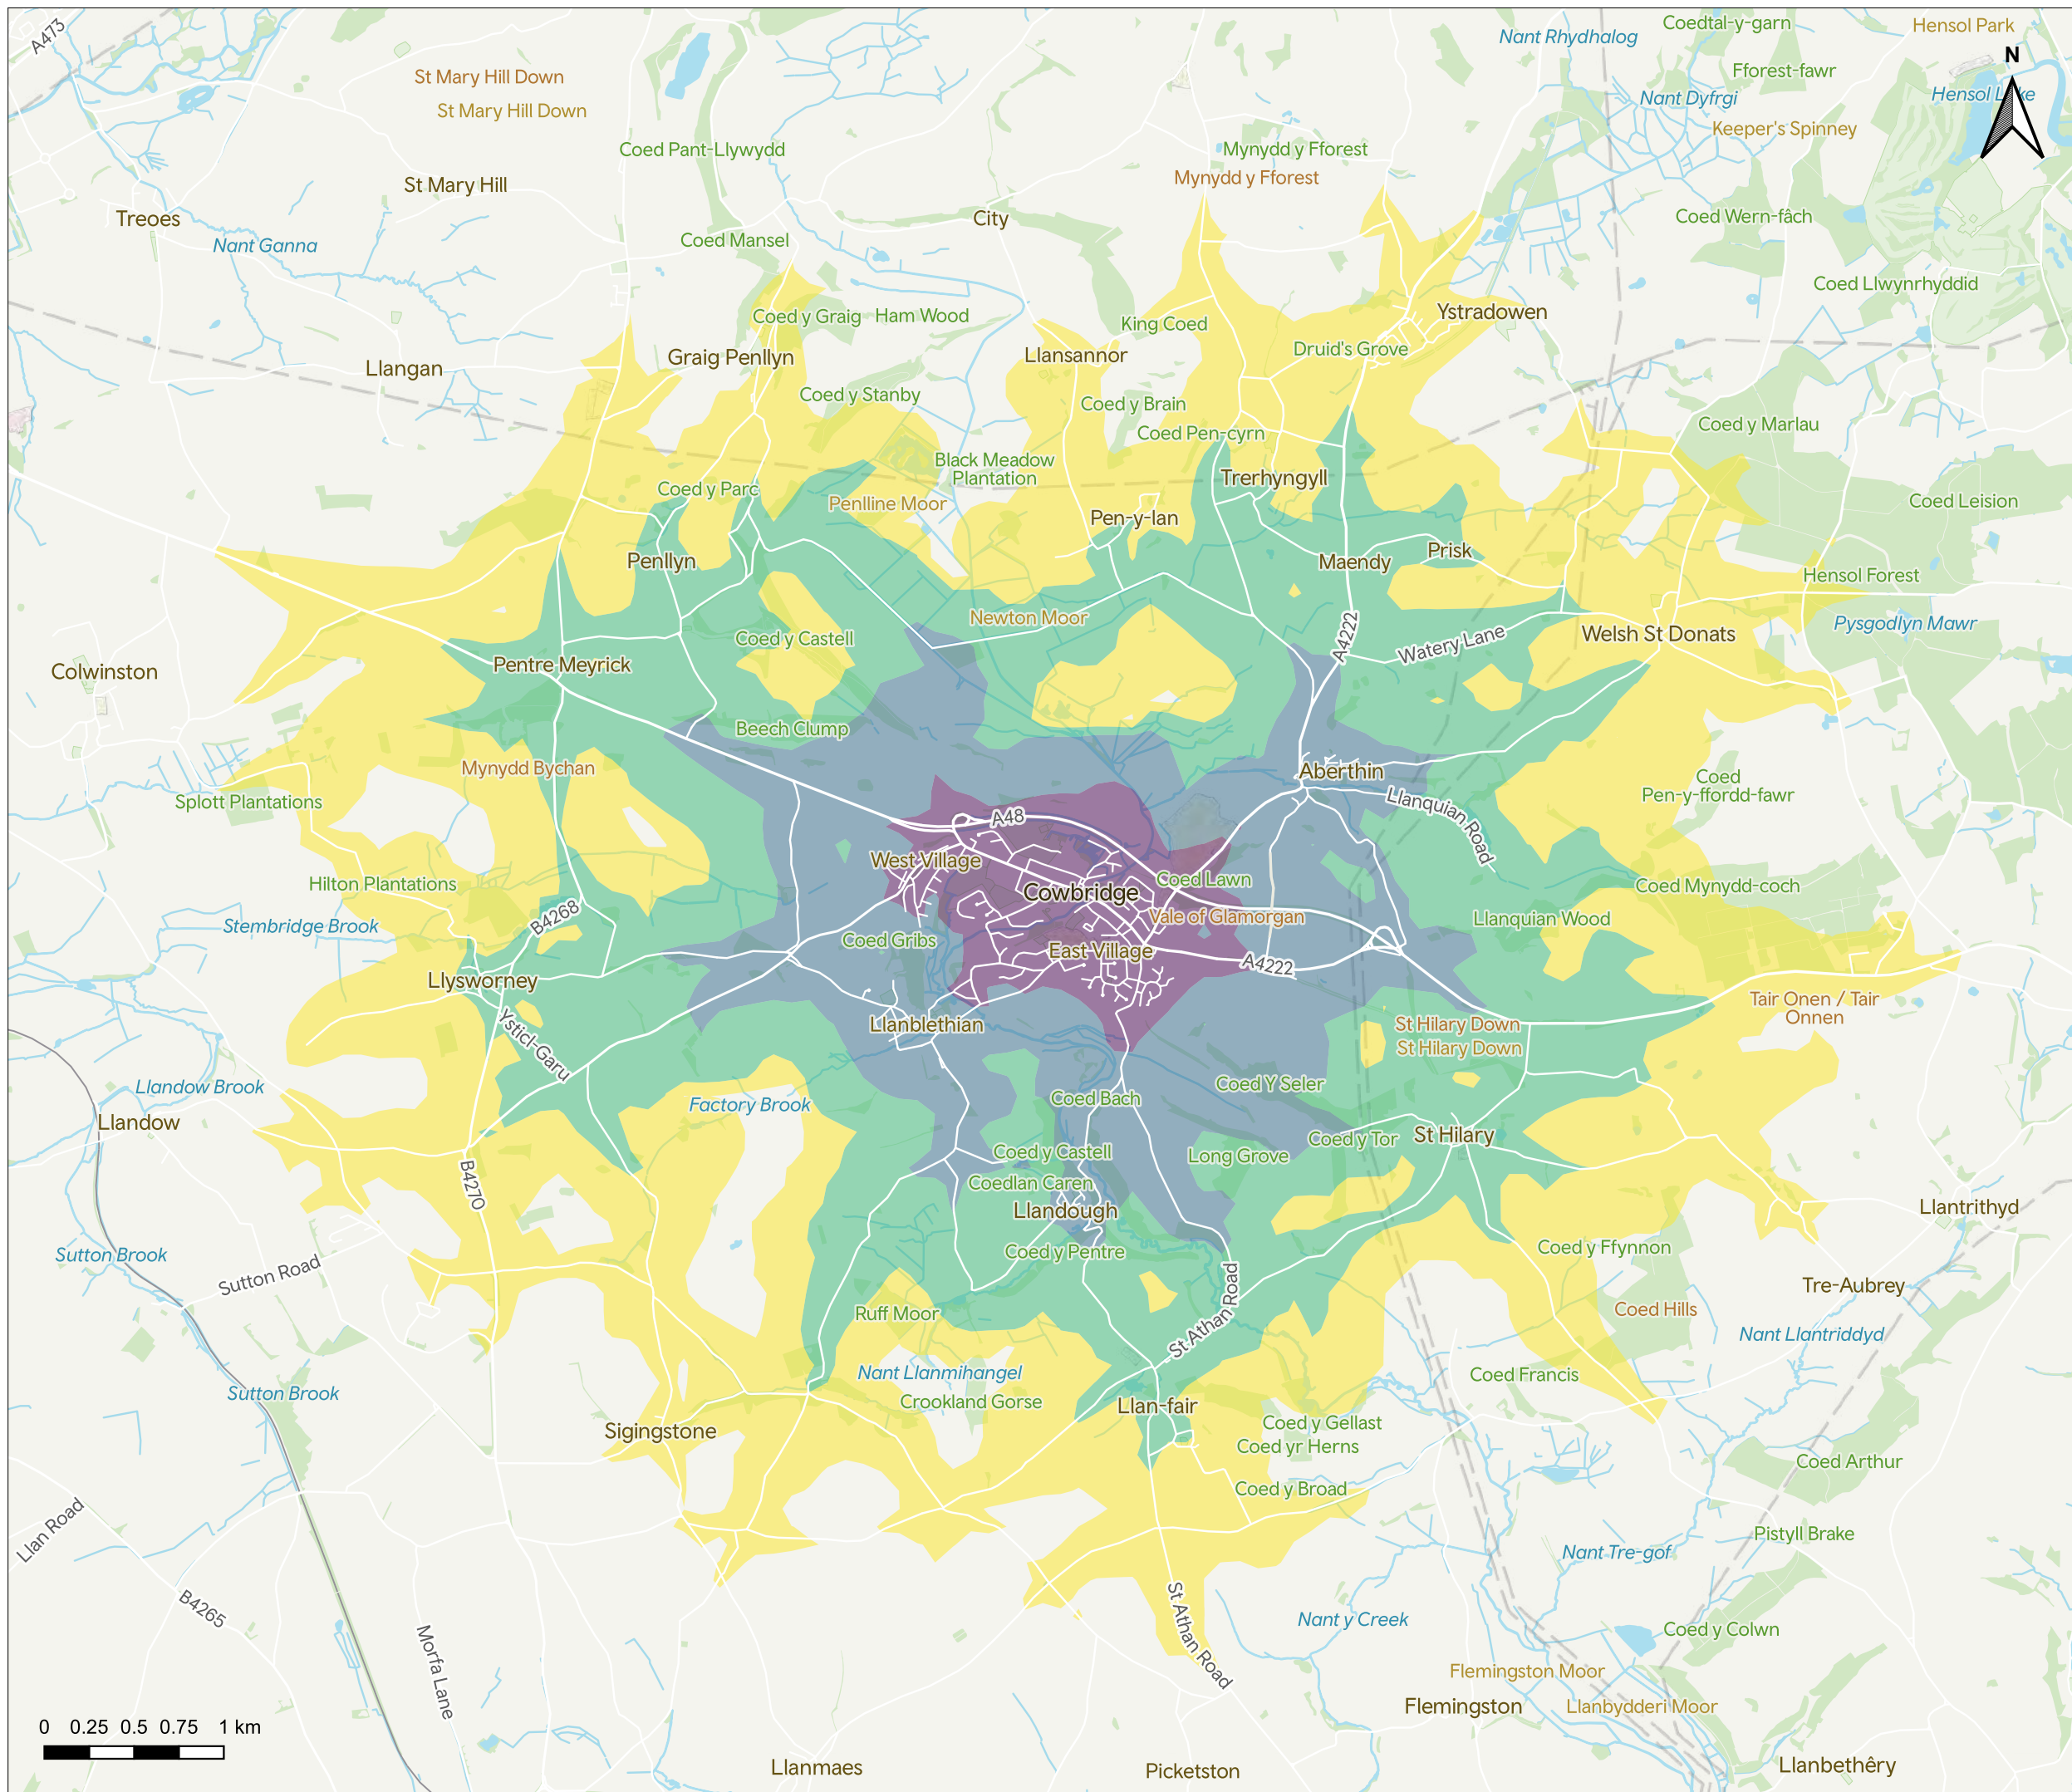 A473
Coedtal-y-garn
Hensol Park
Nant Rhydhalog
N
St Mary Hill Down
Fforest-fawr
Nant Dyfrgi
St Mary Hill Down
Keeper's Spinney
Coed Pant-Llywydd
Mynydd y Fforest
Mynydd y Fforest
St Mary Hill
Treoes
City
Coed Wern-fâch
Nant Ganna
Coed Mansel
Coed Llwynrhyddid
Coed y Graig
Ham Wood
King Coed
Ystradowen
Llangan
Graig Penllyn
Llansannor
Druid's Grove
Coed y Stanby
Coed y Brain
Coed y Marlau
Coed Pen-cyrn
Black Meadow
Plantation
Trerhyngyll
Coed y Parc
Penlline Moor
Coed Leision
Pen-y-lan
Penllyn
Maendy
Prisk
Hensol Forest
Newton Moor
A4222
Watery Lane
Pysgodlyn Mawr
Coed y Castell
Welsh St Donats
Colwinston
Pentre Meyrick
Beech Clump
Mynydd Bychan
Aberthin
Coed
Pen-y-ffordd-fawr
Splott Plantations
A48
Llanquian Road
West Village
Hilton Plantations
Cowbridge
Coed Lawn
Coed Mynydd-coch
Stembridge Brook
B4268
Vale of Glamorgan
Llanquian Wood
Coed Gribs
East Village
A4222
Llysworney
Tair Onen / Tair
Onnen
Ysticl-Garu
Llanblethian
St Hilary Down
St Hilary Down
Llandow Brook
Factory Brook
Coed Bach
Coed Y Seler
Llandow
Coed y Castell
Long Grove
Coed y Tor
St Hilary
B4270
Coedlan Caren
Llandough
Llantrithyd
Sutton Brook
Sutton Road
Coed y Pentre
Coed y Ffynnon
Tre-Aubrey
St Athan Road
Ruff Moor
Coed Hills
Nant Llantriddyd
Nant Llanmihangel
Coed Francis
Sutton Brook
Crookland Gorse
Llan-fair
Sigingstone
Coed y Gellast
Coed yr Herns
Coed Arthur
Coed y Broad
Llan Road
Pistyll Brake
Nant Tre-gof
B4265
St Athan Road
Nant y Creek
Coed y Colwn
Morfa Lane
Flemingston Moor
Flemingston
Llanbydderi Moor
0 0.25 0.5 0.75 1 km
Llanmaes
Picketston
Llanbethêry